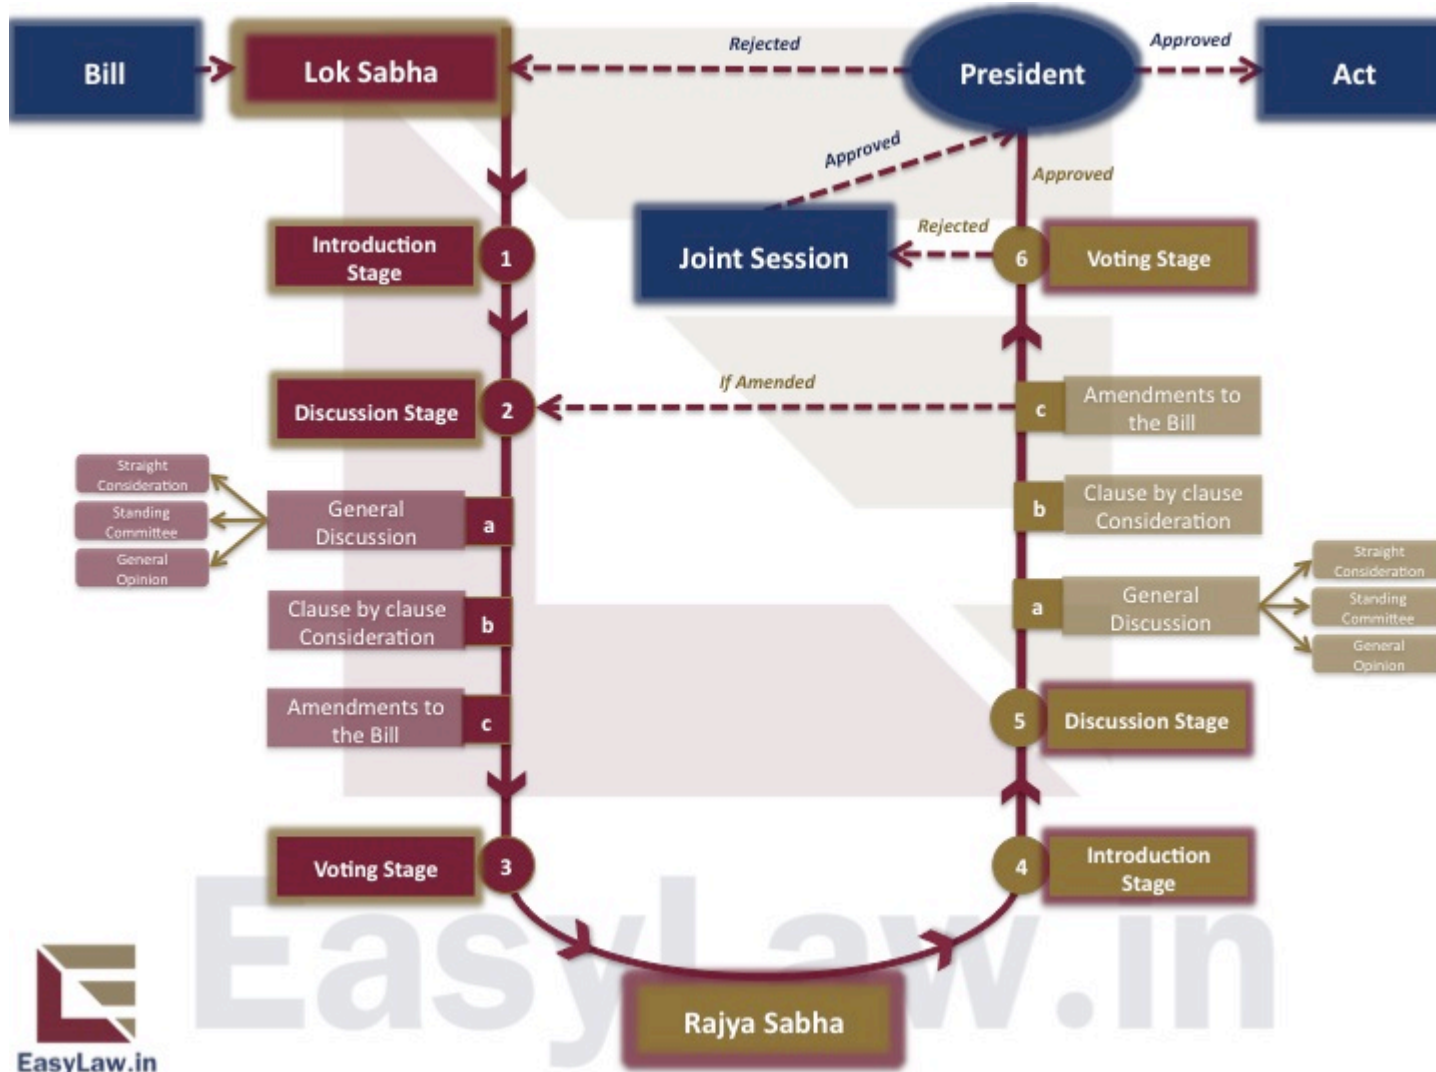 Bill
Lok Sabha
Rejected
President
Approved
Act
Approved
Approved
Introduction
Stage
1
Joint Session
Rejected
6
Voting Stage
Discussion Stage
2
If Amended
c
Amendments to
the Bill
Straight
Consideration
Standing
Committee
General
Opinion
General
Discussion
a
b
Clause by clause
Consideration
Clause by clause
Consideration
b
a
General
Discussion
Straight
Consideration
Standing
Committee
General
Opinion
Amendments to
the Bill
c
5
Discussion Stage
Voting Stage
3
4
Introduction
Stage
EasyLaw.in
Rajya Sabha
EasyLaw.in